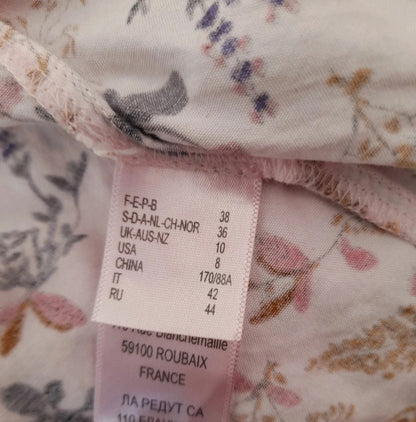 F-E-P-B 38
S-D-A-NL-CH-NOR 36
UK-AUS-NZ 10
USA 8
CHINA 170/88A
IT 42
RU 44
Rue Blanchemaille
59100 ROUBAIX
FRANCE
ЛА РЕДУТ СА
110